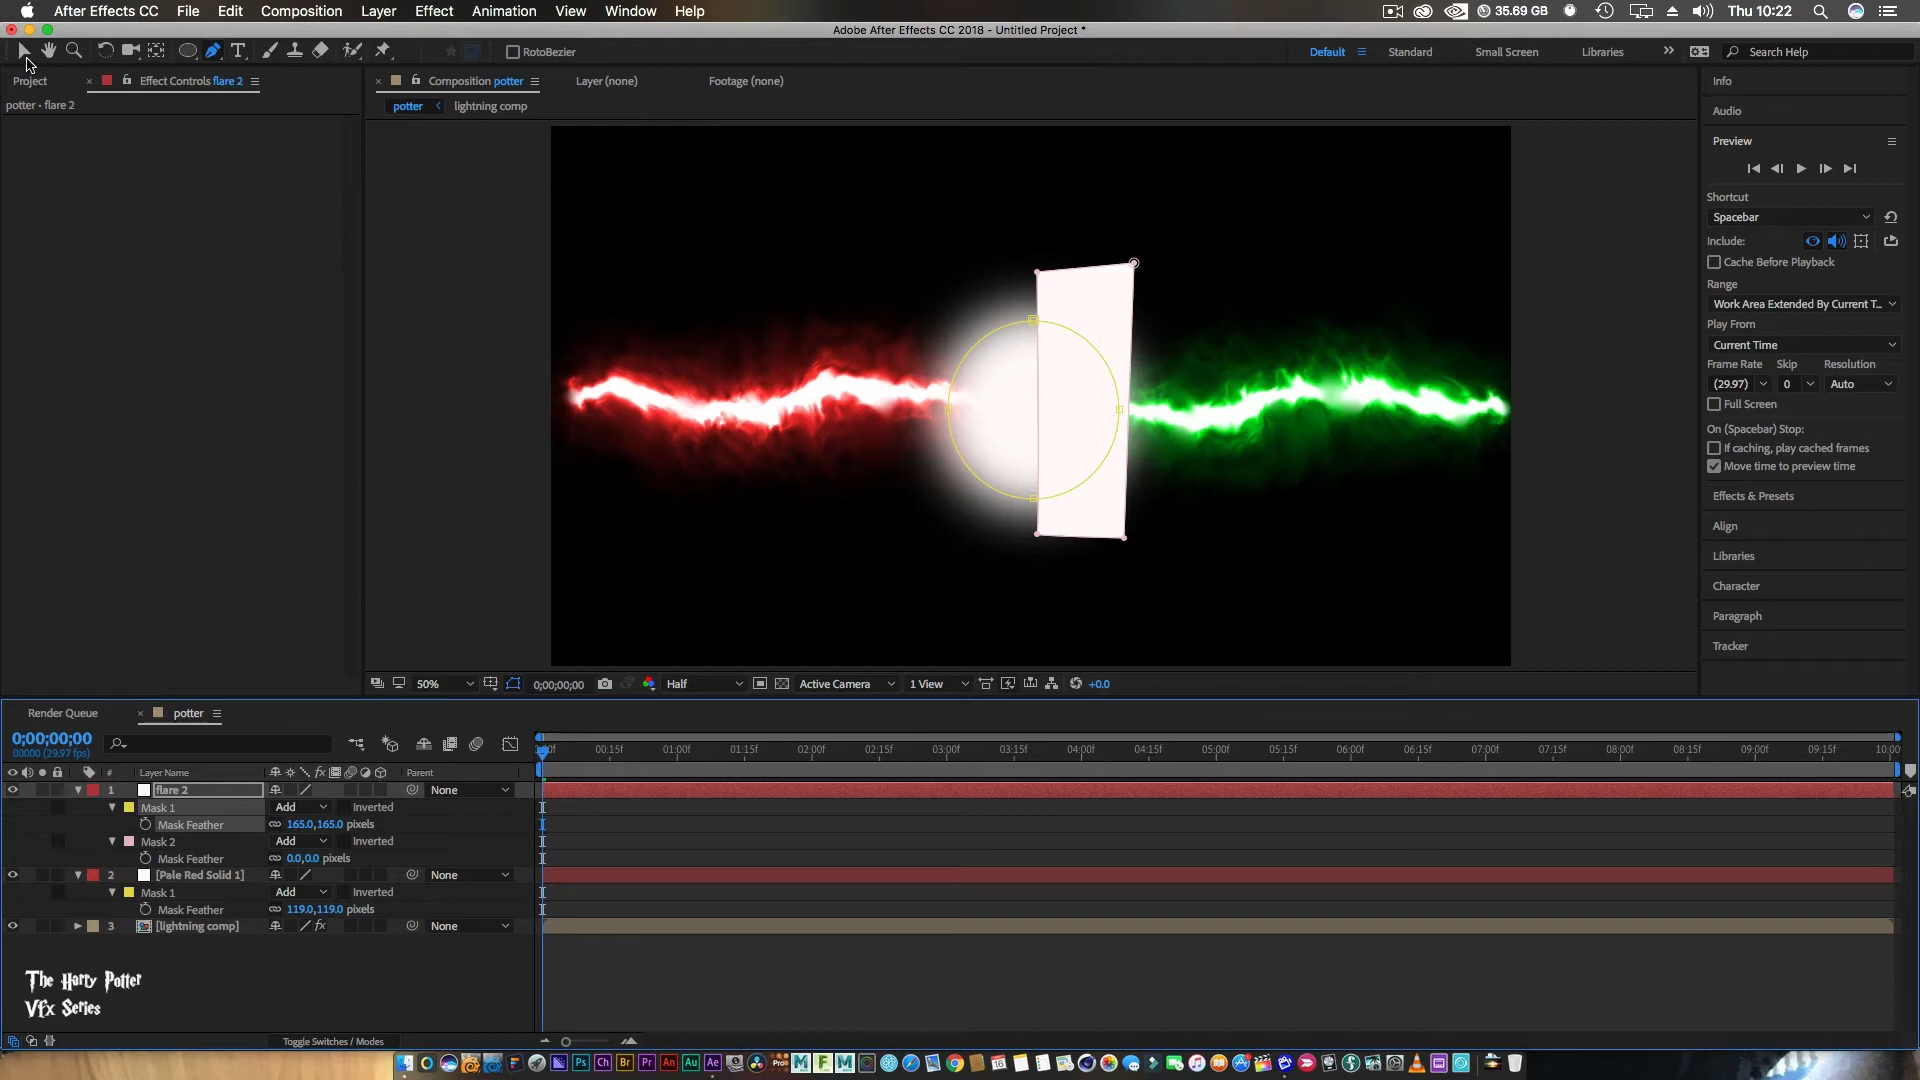 After Effects CC File Edit Composition Layer Effect Animation View Window Help 35.69 GB Thu 10:22
Adobe After Effects CC 2018 - Untitled Project *
RotoBezier Default Standard Small Screen Libraries Search Help
Project Effect Controls flare 2 Composition potter Layer (none) Footage (none) Info
potter • flare 2 potter lightning comp
Audio
Preview
Shortcut
Spacebar
Include:
Cache Before Playback
Range
Work Area Extended By Current T...
Play From
Current Time
Frame Rate Skip Resolution
(29.97) 0 Auto
Full Screen
On (Spacebar) Stop:
If caching, play cached frames
Move time to preview time
Effects & Presets
Align
Libraries
Character
Paragraph
Tracker
50% 0;00;00;00 Half Active Camera 1 View +0.0
Render Queue potter
0;00;00;00
00000 (29.97 fps)
00:15f 01:00f 01:15f 02:00f 02:15f 03:00f 03:15f 04:00f 04:15f 05:00f 05:15f 06:00f 06:15f 07:00f 07:15f 08:00f 08:15f 09:00f 09:15f 10:00
# Layer Name Parent
1 flare 2 None
Mask 1 Add Inverted
Mask Feather 165.0,165.0 pixels
Mask 2 Add Inverted
Mask Feather 0.0,0.0 pixels
2 [Pale Red Solid 1] None
Mask 1 Add Inverted
Mask Feather 119.0,119.0 pixels
3 [lightning comp] None
The Harry Potter
Vfx Series
Toggle Switches / Modes
Ps Ch Br Pr An Au Ae